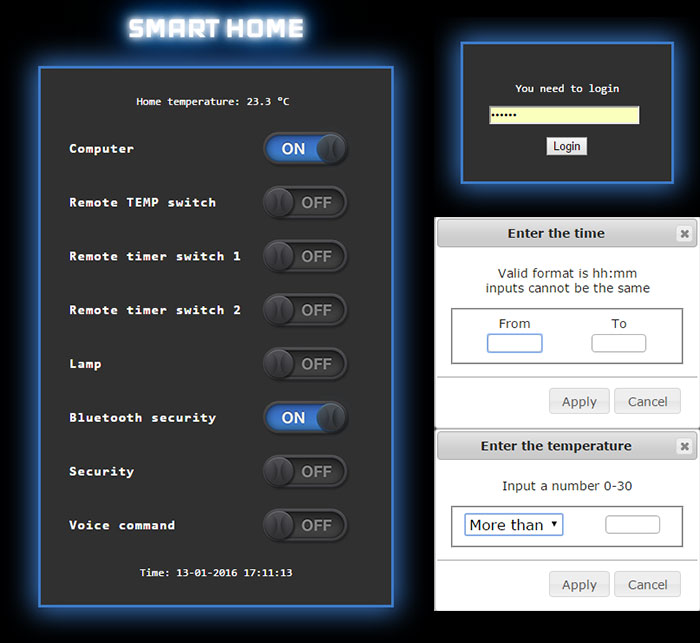 SMART HOME
Home temperature: 23.3 °C
Computer ON
Remote TEMP switch OFF
Remote timer switch 1 OFF
Remote timer switch 2 OFF
Lamp OFF
Bluetooth security ON
Security OFF
Voice command OFF
Time: 13-01-2016 17:11:13
You need to login
••••••
Login
Enter the time
Valid format is hh:mm
inputs cannot be the same
From To
Apply Cancel
Enter the temperature
Input a number 0-30
More than
Apply Cancel